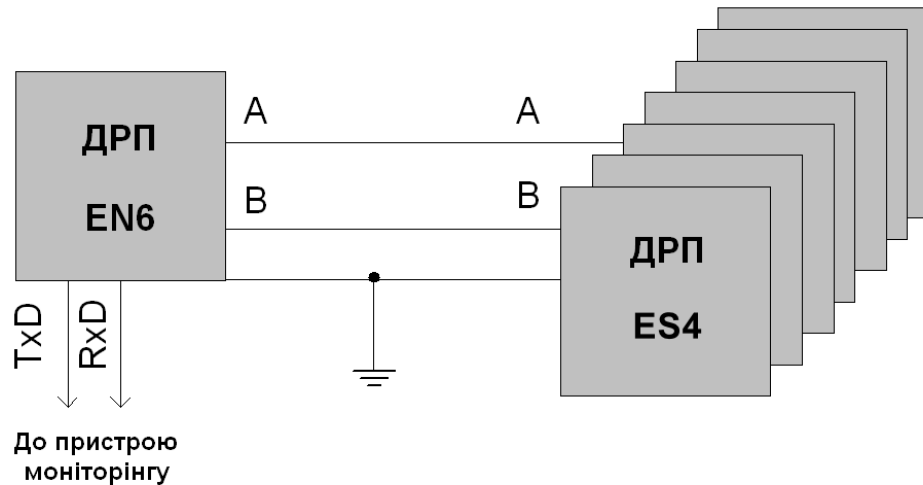 ДРП
EN6
A
A
B
B
ДРП
ES4
TxD
RxD
До пристрою
моніторінгу